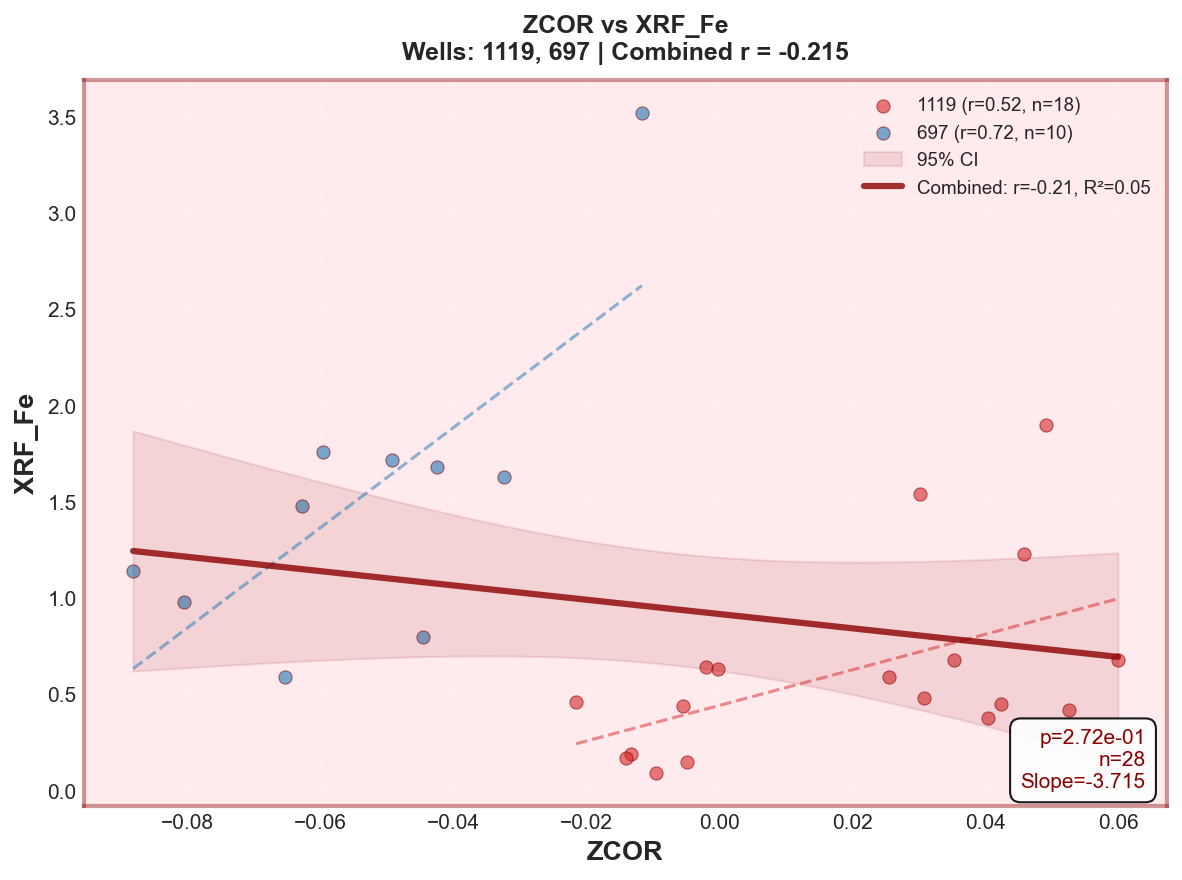 ZCOR vs XRF_Fe
Wells: 1119, 697 | Combined r = -0.215
1119 (r=0.52, n=18)
697 (r=0.72, n=10)
95% CI
Combined: r=-0.21, R²=0.05
XRF_Fe
3.5
3.0
2.5
2.0
1.5
1.0
0.5
0.0
p=2.72e-01
n=28
Slope=-3.715
−0.08 −0.06 −0.04 −0.02 0.00 0.02 0.04 0.06
ZCOR